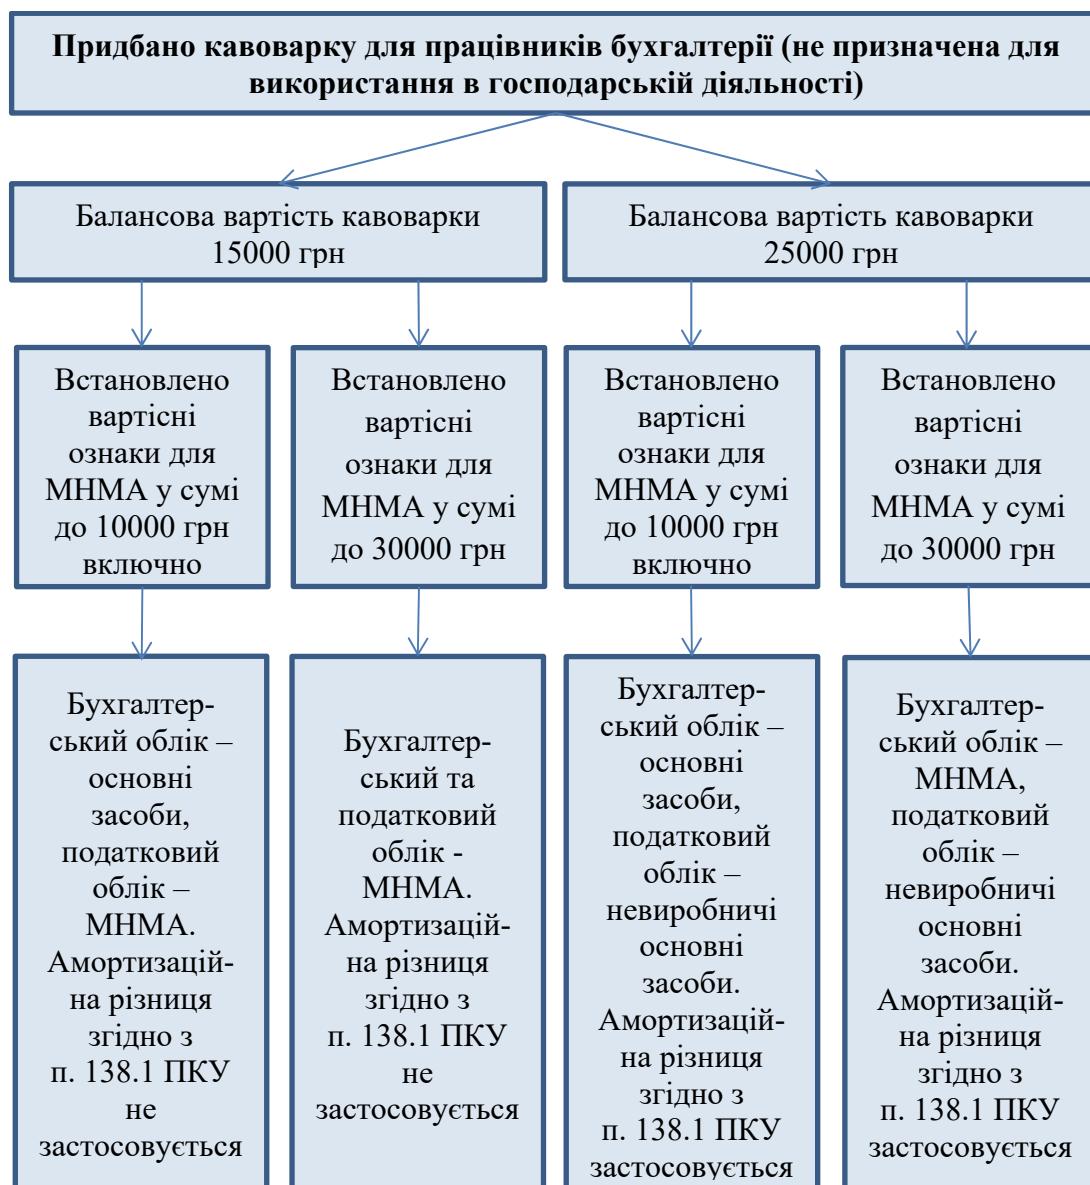 Придбано кавоварку для працівників бухгалтерії (не призначена для
використання в господарській діяльності)
Балансова вартість кавоварки
15000 грн
Балансова вартість кавоварки
25000 грн
Встановлено
вартісні
ознаки для
МНМА у сумі
до 10000 грн
включно
Встановлено
вартісні
ознаки для
МНМА у сумі
до 30000 грн
Встановлено
вартісні
ознаки для
МНМА у сумі
до 10000 грн
включно
Встановлено
вартісні
ознаки для
МНМА у сумі
до 30000 грн
Бухгалтер-
ський облік –
основні
засоби,
податковий
облік –
МНМА.
Амортизацій-
на різниця
згідно з
п. 138.1 ПКУ
не
застосовується
Бухгалтер-
ський та
податковий
облік -
МНМА.
Амортизацій-
на різниця
згідно з
п. 138.1 ПКУ
не
застосовується
Бухгалтер-
ський облік –
основні
засоби,
податковий
облік –
невиробничі
основні
засоби.
Амортизацій-
на різниця
згідно з
п. 138.1 ПКУ
застосовується
Бухгалтер-
ський облік –
МНМА,
податковий
облік –
невиробничі
основні
засоби.
Амортизацій-
на різниця
згідно з
п. 138.1 ПКУ
застосовується